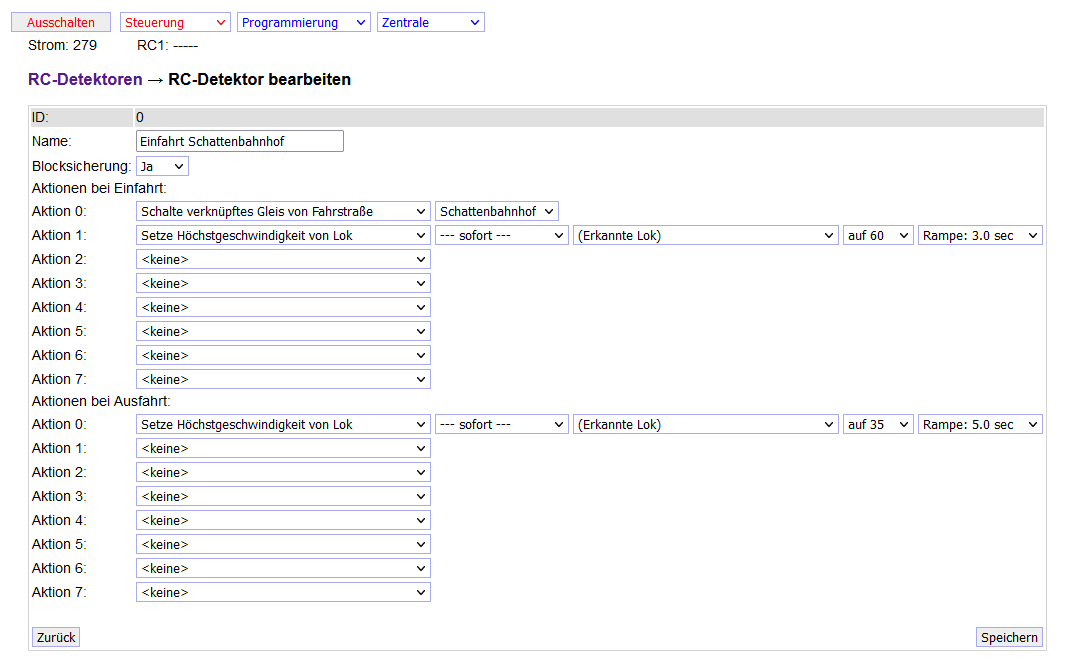 Ausschalten Steuerung Programmierung Zentrale
Strom: 279 RC1: -----
RC-Detektoren → RC-Detektor bearbeiten
ID: 0
Name: Einfahrt Schattenbahnhof
Blocksicherung: Ja
Aktionen bei Einfahrt:
Aktion 0: Schalte verknüpftes Gleis von Fahrstraße Schattenbahnhof
Aktion 1: Setze Höchstgeschwindigkeit von Lok --- sofort --- (Erkannte Lok) auf 60 Rampe: 3.0 sec
Aktion 2: <keine>
Aktion 3: <keine>
Aktion 4: <keine>
Aktion 5: <keine>
Aktion 6: <keine>
Aktion 7: <keine>
Aktionen bei Ausfahrt:
Aktion 0: Setze Höchstgeschwindigkeit von Lok --- sofort --- (Erkannte Lok) auf 35 Rampe: 5.0 sec
Aktion 1: <keine>
Aktion 2: <keine>
Aktion 3: <keine>
Aktion 4: <keine>
Aktion 5: <keine>
Aktion 6: <keine>
Aktion 7: <keine>
Zurück Speichern